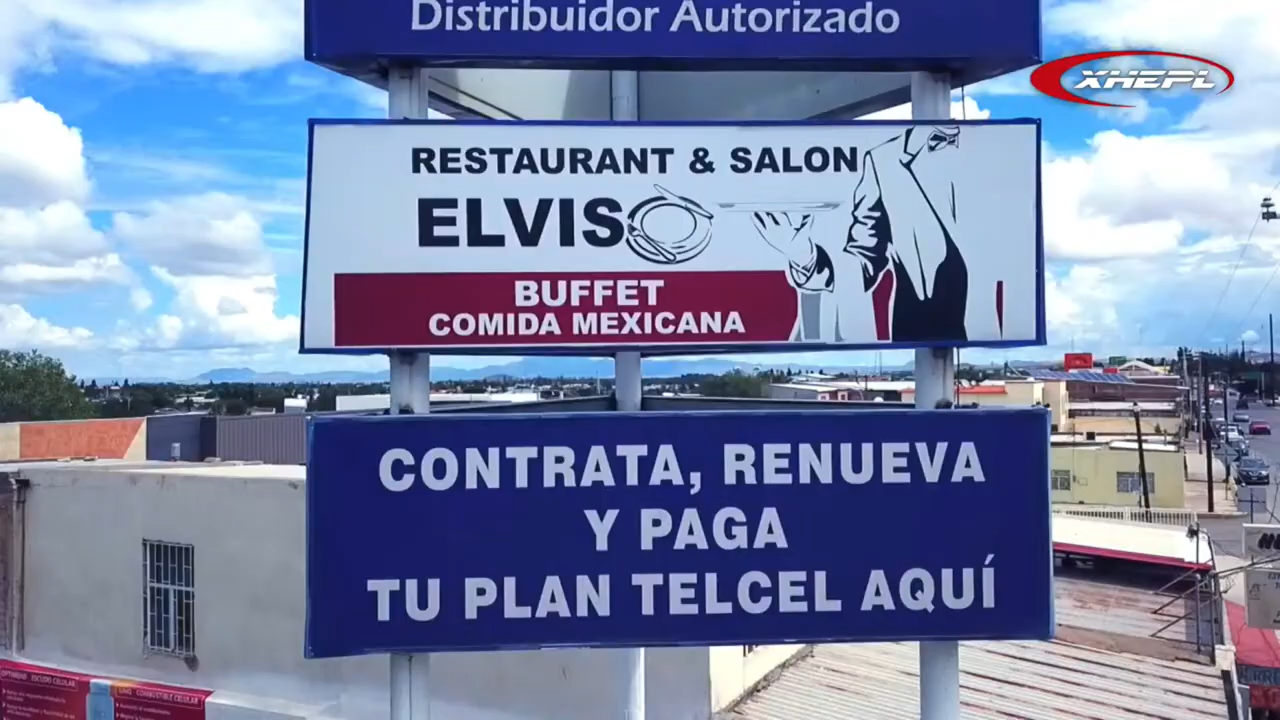 Distribuidor Autorizado
XHEPL
RESTAURANT & SALON
ELVIS
BUFFET
COMIDA MEXICANA
CONTRATA, RENUEVA
Y PAGA
TU PLAN TELCEL AQUÍ